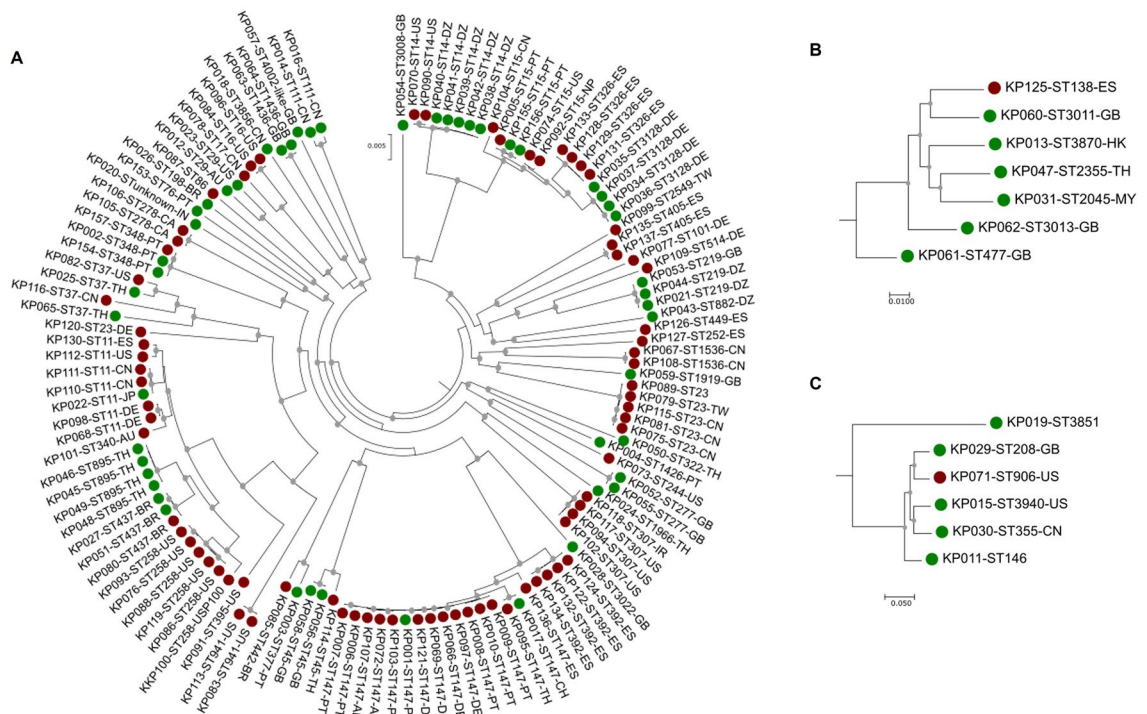 A
KP054-ST3008-GB
KP070-ST14-US
KP090-ST14-US
KP040-ST14-DZ
KP041-ST14-DZ
KP039-ST14-DZ
KP042-ST14-DZ
KP038-ST14-DZ
KP104-ST15-CN
KP005-ST15-PT
KP155-ST15-PT
KP156-ST15-PT
KP074-ST15-US
KP092-ST15-NP
KP133-ST326-ES
KP128-ST326-ES
KP129-ST326-ES
KP131-ST326-ES
KP035-ST3128-DE
KP037-ST3128-DE
KP034-ST3128-DE
KP036-ST3128-DE
KP099-ST2549-TW
KP135-ST405-ES
KP137-ST405-ES
KP077-ST101-DE
KP109-ST514-DE
KP053-ST219-GB
KP044-ST219-DZ
KP021-ST219-DZ
KP043-ST882-DZ
KP126-ST449-ES
KP127-ST252-ES
KP067-ST1536-CN
KP108-ST1536-CN
KP059-ST1919-GB
KP089-ST23
KP079-ST23-TW
KP115-ST23-CN
KP081-ST23-CN
KP075-ST23-CN
KP050-ST322-TH
KP004-ST1426-PT
KP073-ST244-US
KP052-ST277-GB
KP055-ST277-GB
KP024-ST1966-TH
KP118-ST307-IR
KP117-ST307-US
KP094-ST307-US
KP102-ST307-US
KP028-ST3022-GB
KP124-ST392-ES
KP122-ST392-ES
KP132-ST392-ES
KP134-ST392-ES
KP136-ST147-ES
KP017-ST147-CH
KP095-ST147-TH
KP009-ST147-PT
KP010-ST147-PT
KP008-ST147-PT
KP097-ST147-DE
KP066-ST147-DE
KP069-ST147-D
KP121-ST147-D
KP001-ST147-P
KP103-ST147-P
KP072-ST147-A
KP107-ST147-A
KP006-ST147-PT
KP007-ST147-PT
KP114-ST45-TH
KP056-ST45-GB
KP058-ST45-GB
KP003-ST377-PT
KP085-ST442-BR
KP083-ST941-US
KP113-ST941-US
KP091-ST395-US
KKP100-ST258-USP100
KP086-ST258-US
KP119-ST258-US
KP088-ST258-US
KP076-ST258-US
KP093-ST258-US
KP080-ST437-BR
KP051-ST437-BR
KP027-ST437-BR
KP048-ST895-TH
KP049-ST895-TH
KP045-ST895-TH
KP046-ST895-TH
KP101-ST340-AU
KP068-ST11-DE
KP098-ST11-DE
KP022-ST11-JP
KP110-ST11-CN
KP111-ST11-CN
KP112-ST11-US
KP130-ST11-ES
KP120-ST23-DE
KP065-ST37-TH
KP116-ST37-CN
KP025-ST37-TH
KP082-ST37-US
KP154-ST348-PT
KP002-ST348-PT
KP157-ST348-PT
KP105-ST278-CA
KP106-ST278-CA
KP020-STunknown-IN
KP153-ST76-PT
KP026-ST198-BR
KP087-ST86
KP012-ST29-AU
KP023-ST29-US
KP078-ST17-CN
KP084-ST16-US
KP096-ST16-US
KP018-ST3856-CN
KP063-ST1436-GB
KP064-ST1436-GB
KP057-ST4002-like-GB
KP014-ST111-CN
KP016-ST111-CN
0.005
B
KP125-ST138-ES
KP060-ST3011-GB
KP013-ST3870-HK
KP047-ST2355-TH
KP031-ST2045-MY
KP062-ST3013-GB
KP061-ST477-GB
0.0100
C
KP019-ST3851
KP029-ST208-GB
KP071-ST906-US
KP015-ST3940-US
KP030-ST355-CN
KP011-ST146
0.050